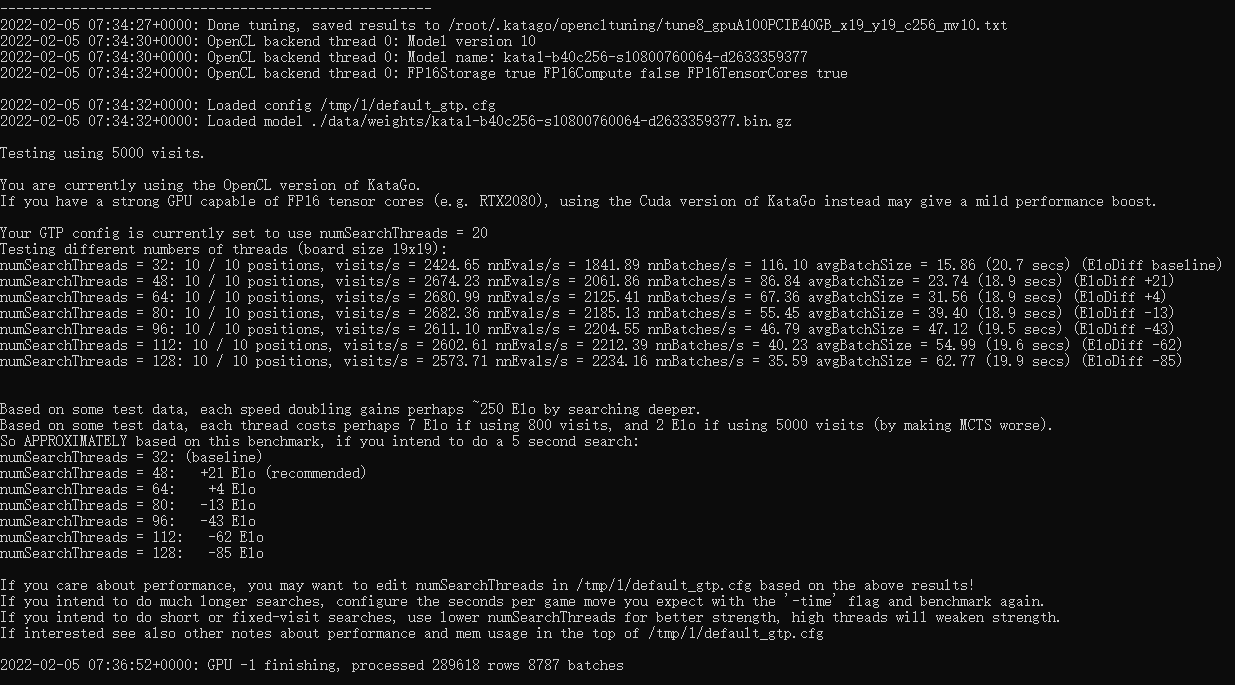 ------------------------------------------------------
2022-02-05 07:34:27+0000: Done tuning, saved results to /root/.katago/opencltuning/tune8_gpuA100PCIE40GB_x19_y19_c256_mv10.txt
2022-02-05 07:34:30+0000: OpenCL backend thread 0: Model version 10
2022-02-05 07:34:30+0000: OpenCL backend thread 0: Model name: kata1-b40c256-s10800760064-d2633359377
2022-02-05 07:34:32+0000: OpenCL backend thread 0: FP16Storage true FP16Compute false FP16TensorCores true
2022-02-05 07:34:32+0000: Loaded config /tmp/1/default_gtp.cfg
2022-02-05 07:34:32+0000: Loaded model ./data/weights/kata1-b40c256-s10800760064-d2633359377.bin.gz
Testing using 5000 visits.
You are currently using the OpenCL version of KataGo.
If you have a strong GPU capable of FP16 tensor cores (e.g. RTX2080), using the Cuda version of KataGo instead may give a mild performance boost.
Your GTP config is currently set to use numSearchThreads = 20
Testing different numbers of threads (board size 19x19):
numSearchThreads = 32: 10 / 10 positions, visits/s = 2424.65 nnEvals/s = 1841.89 nnBatches/s = 116.10 avgBatchSize = 15.86 (20.7 secs) (EloDiff baseline)
numSearchThreads = 48: 10 / 10 positions, visits/s = 2674.23 nnEvals/s = 2061.86 nnBatches/s = 86.84 avgBatchSize = 23.74 (18.9 secs) (EloDiff +21)
numSearchThreads = 64: 10 / 10 positions, visits/s = 2680.99 nnEvals/s = 2125.41 nnBatches/s = 67.36 avgBatchSize = 31.56 (18.9 secs) (EloDiff +4)
numSearchThreads = 80: 10 / 10 positions, visits/s = 2682.36 nnEvals/s = 2185.13 nnBatches/s = 55.45 avgBatchSize = 39.40 (18.9 secs) (EloDiff -13)
numSearchThreads = 96: 10 / 10 positions, visits/s = 2611.10 nnEvals/s = 2204.55 nnBatches/s = 46.79 avgBatchSize = 47.12 (19.5 secs) (EloDiff -43)
numSearchThreads = 112: 10 / 10 positions, visits/s = 2602.61 nnEvals/s = 2212.39 nnBatches/s = 40.23 avgBatchSize = 54.99 (19.6 secs) (EloDiff -62)
numSearchThreads = 128: 10 / 10 positions, visits/s = 2573.71 nnEvals/s = 2234.16 nnBatches/s = 35.59 avgBatchSize = 62.77 (19.9 secs) (EloDiff -85)
Based on some test data, each speed doubling gains perhaps ~250 Elo by searching deeper.
Based on some test data, each thread costs perhaps 7 Elo if using 800 visits, and 2 Elo if using 5000 visits (by making MCTS worse).
So APPROXIMATELY based on this benchmark, if you intend to do a 5 second search:
numSearchThreads = 32: (baseline)
numSearchThreads = 48:   +21 Elo (recommended)
numSearchThreads = 64:    +4 Elo
numSearchThreads = 80:   -13 Elo
numSearchThreads = 96:   -43 Elo
numSearchThreads = 112:   -62 Elo
numSearchThreads = 128:   -85 Elo
If you care about performance, you may want to edit numSearchThreads in /tmp/1/default_gtp.cfg based on the above results!
If you intend to do much longer searches, configure the seconds per game move you expect with the '-time' flag and benchmark again.
If you intend to do short or fixed-visit searches, use lower numSearchThreads for better strength, high threads will weaken strength.
If interested see also other notes about performance and mem usage in the top of /tmp/1/default_gtp.cfg
2022-02-05 07:36:52+0000: GPU -1 finishing, processed 289618 rows 8787 batches